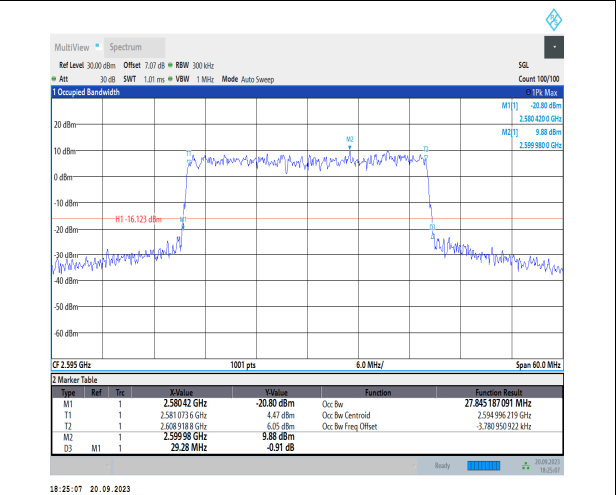 MultiView Spectrum
Ref Level 30.00 dBm Offset 7.07 dB RBW 300 kHz SGL
Att 30 dB SWT 1.01 ms VBW 1 MHz Mode Auto Sweep Count 100/100
1 Occupied Bandwidth 1Pk Max
M1[1] -20.80 dBm
2.580 420 0 GHz
M2[1] 9.88 dBm
2.599 980 0 GHz
20 dBm
M2
10 dBm
T1 T2
0 dBm
-10 dBm
H1 -16.123 dBm M1
-20 dBm
D3
-30 dBm
-40 dBm
-50 dBm
-60 dBm
CF 2.595 GHz 1001 pts 6.0 MHz/ Span 60.0 MHz
2 Marker Table
Type Ref Trc X-Value Y-Value Function Function Result
M1 1 2.58042 GHz -20.80 dBm Occ Bw 27.845 187 091 MHz
T1 1 2.581 073 6 GHz 4.47 dBm Occ Bw Centroid 2.594 996 219 GHz
T2 1 2.608 918 8 GHz 6.05 dBm Occ Bw Freq Offset -3.780 950 922 kHz
M2 1 2.59998 GHz 9.88 dBm
D3 M1 1 29.28 MHz -0.91 dB
Ready 20.09.2023
18:25:07
18:25:07 20.09.2023